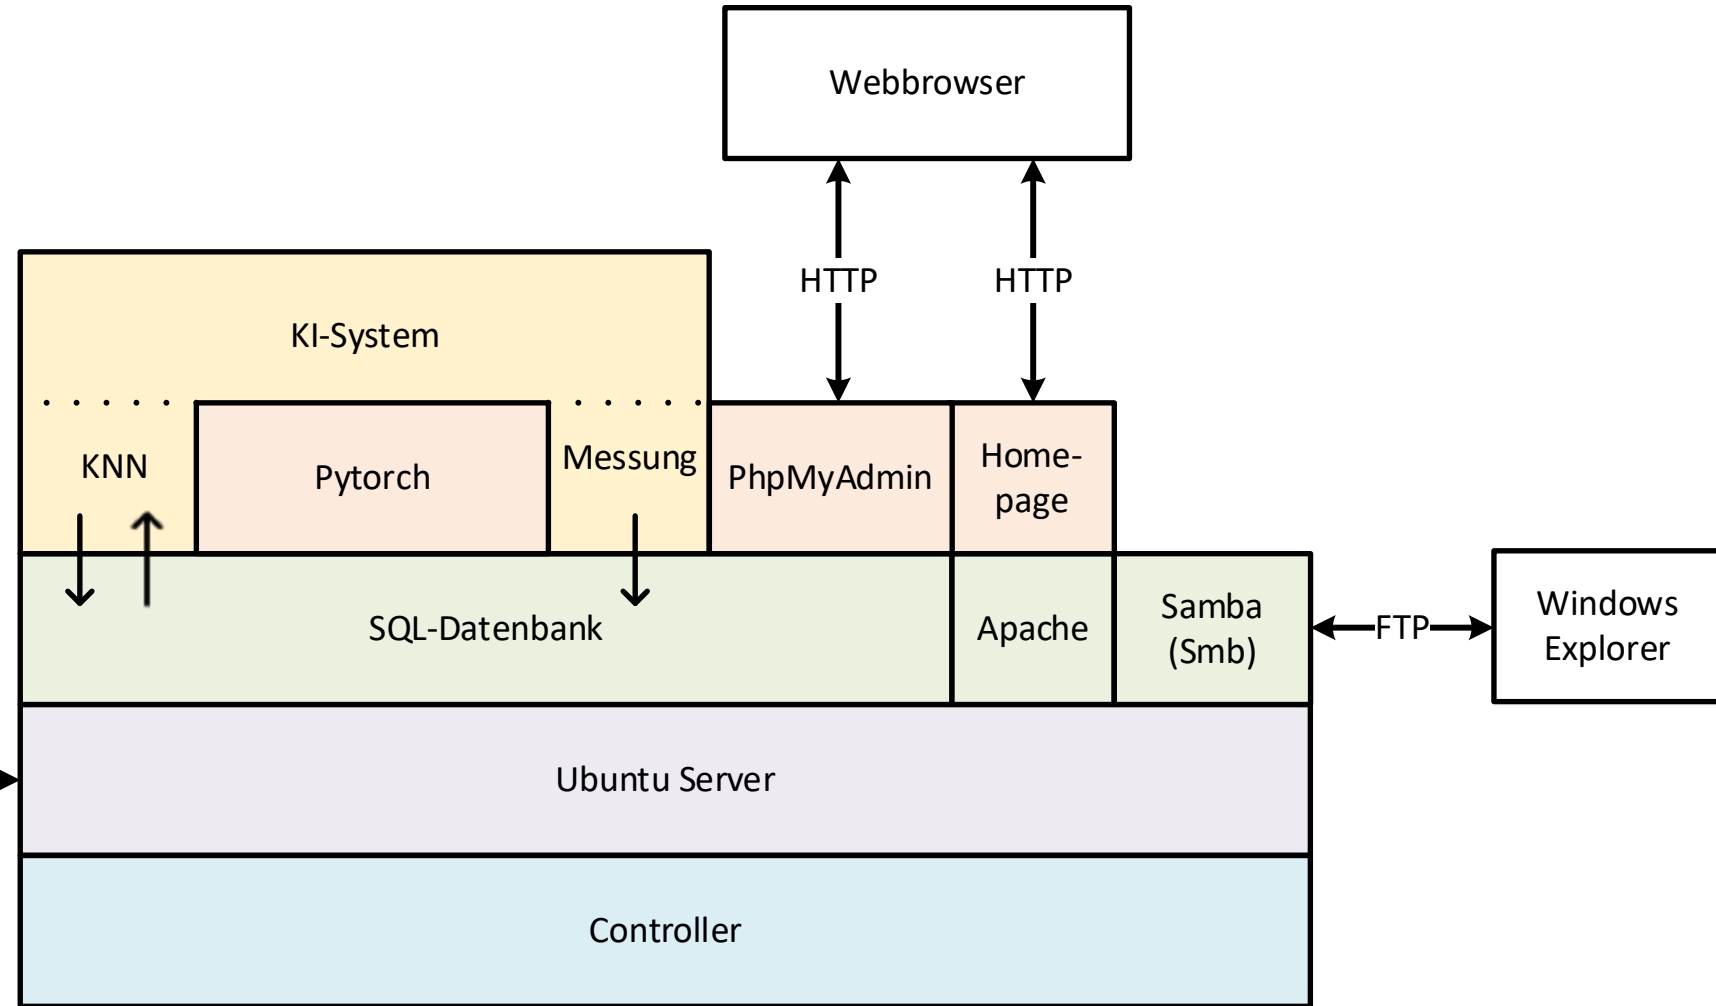 Webbrowser
HTTP HTTP
KI-System
KNN
Pytorch
Messung
PhpMyAdmin
Home-
page
SQL-Datenbank
Apache
Samba
(Smb)
FTP
Windows
Explorer
Ubuntu Server
Controller